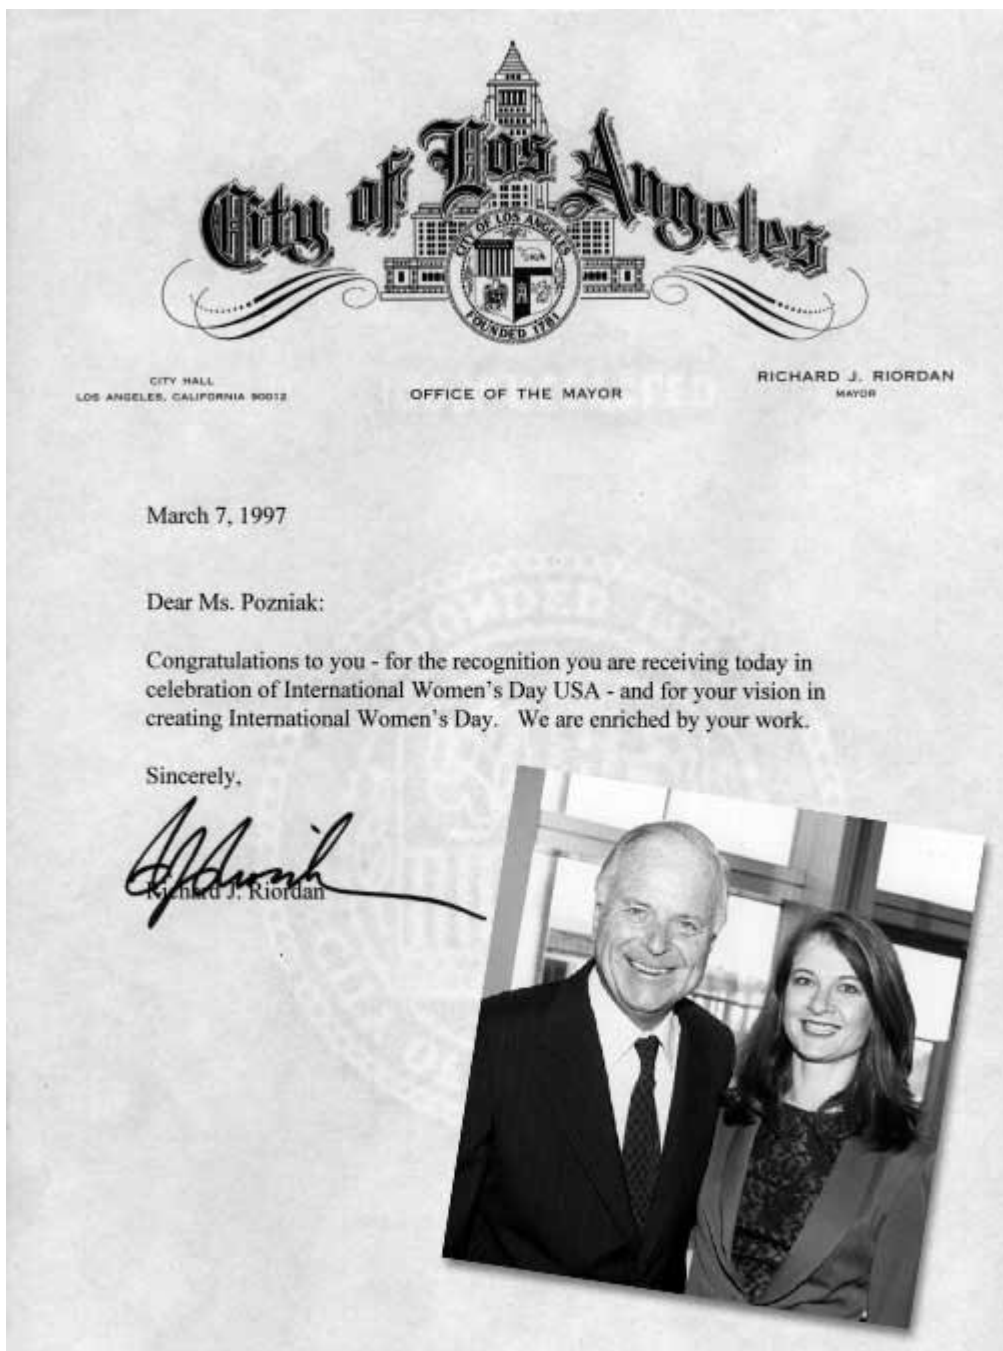 City of Los Angeles
CITY OF LOS ANGELES
FOUNDED 1781
CITY HALL
LOS ANGELES, CALIFORNIA 90012
OFFICE OF THE MAYOR
RICHARD J. RIORDAN
MAYOR
March 7, 1997
Dear Ms. Pozniak:
Congratulations to you - for the recognition you are receiving today in
celebration of International Women's Day USA - and for your vision in
creating International Women's Day. We are enriched by your work.
Sincerely,
Richard J. Riordan